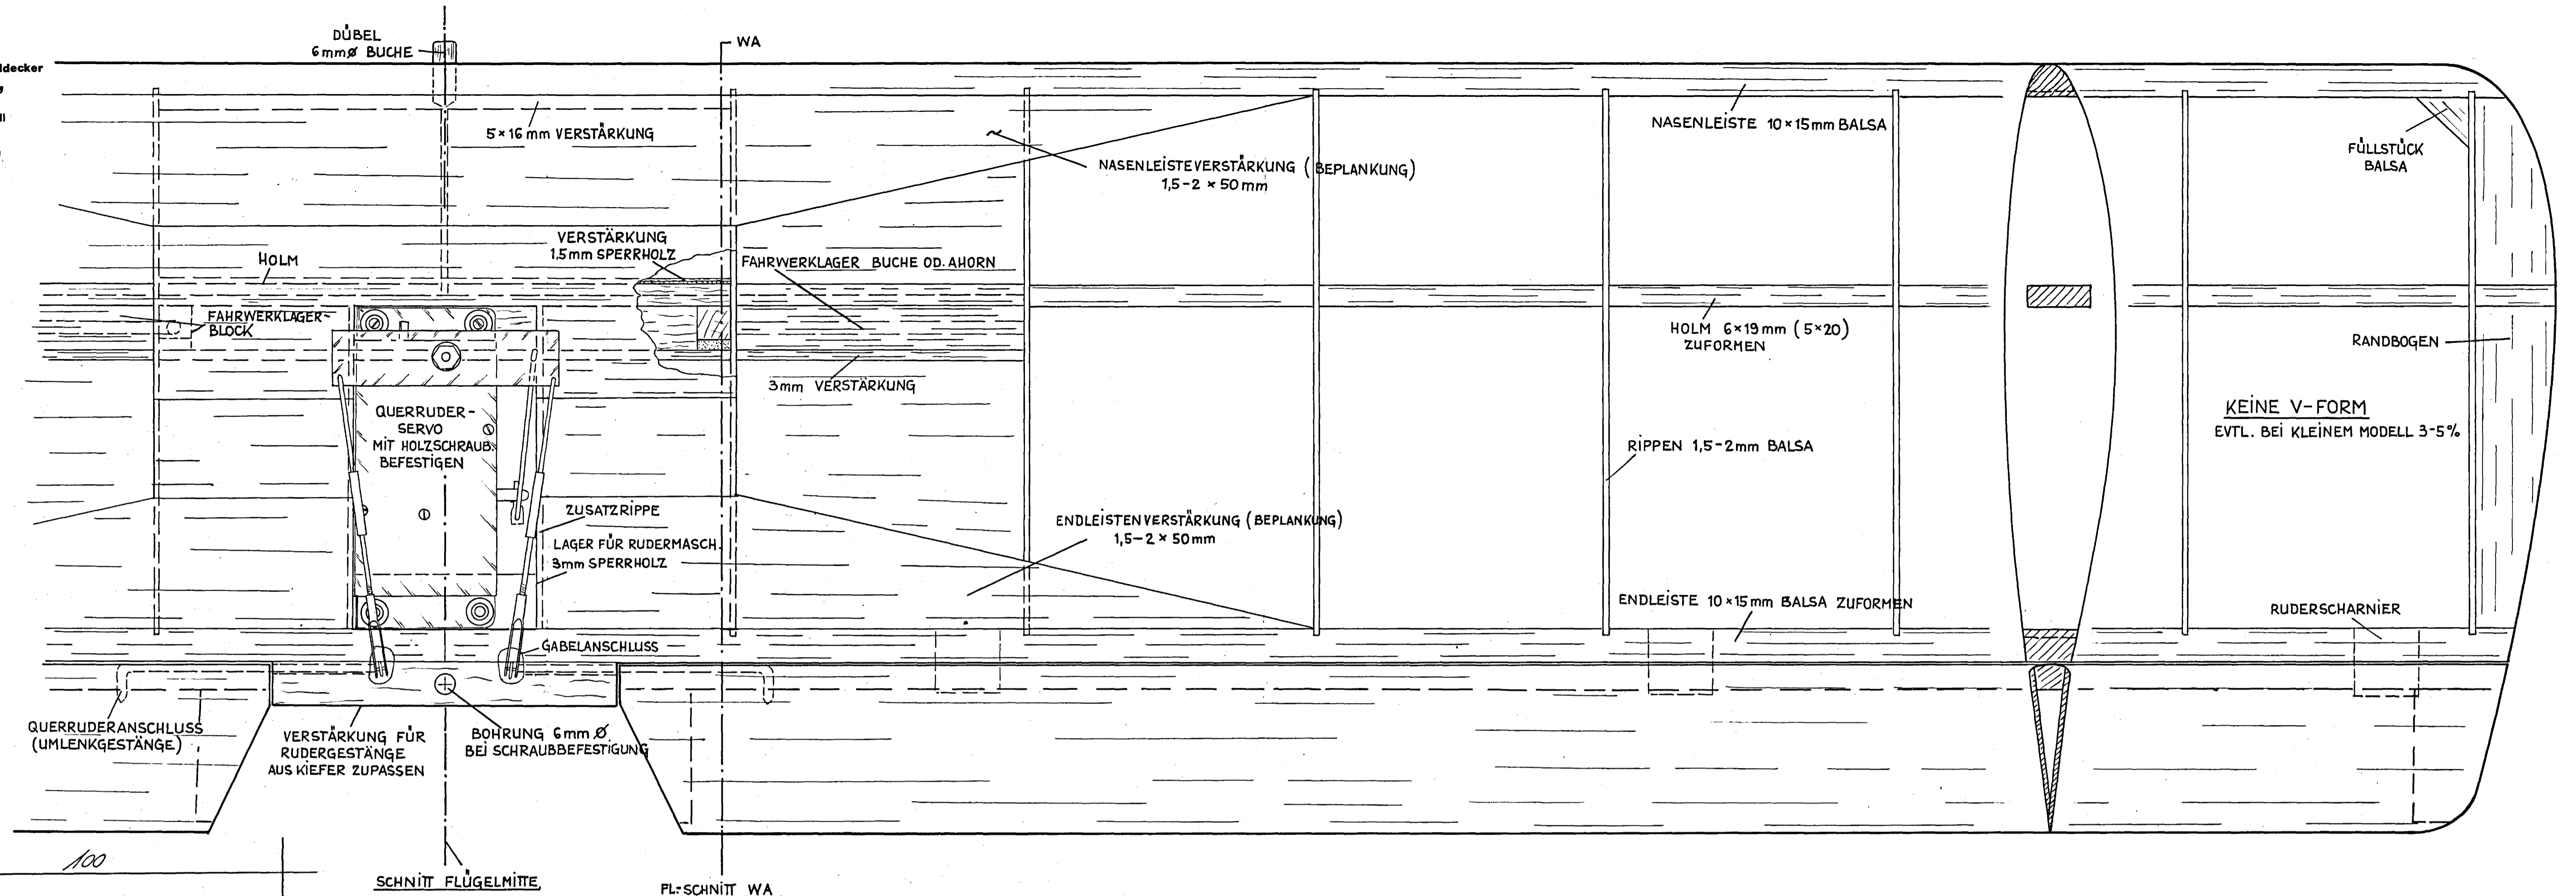 DÜBEL
6mmØ BUCHE
WA
ldecker
ll
5×16mm VERSTÄRKUNG
NASENLEISTE 10×15mm BALSA
FÜLLSTÜCK
BALSA
NASENLEISTEVERSTÄRKUNG (BEPLANKUNG)
1,5-2 × 50mm
VERSTÄRKUNG
1.5mm SPERRHOLZ
HOLM
FAHRWERKLAGER BUCHE OD. AHORN
FAHRWERKLAGER-
BLOCK
HOLM 6×19mm (5×20)
ZUFORMEN
RANDBOGEN
3mm VERSTÄRKUNG
QUERRUDER-
SERVO
MIT HOLZSCHRAUB.
BEFESTIGEN
KEINE V-FORM
EVTL. BEI KLEINEM MODELL 3-5%
RIPPEN 1,5-2mm BALSA
ZUSATZRIPPE
LAGER FÜR RUDERMASCH.
3mm SPERRHOLZ
ENDLEISTENVERSTÄRKUNG (BEPLANKUNG)
1,5-2 × 50mm
ENDLEISTE 10×15mm BALSA ZUFORMEN
RUDERSCHARNIER
GABELANSCHLUSS
QUERRUDERANSCHLUSS
(UMLENKGESTÄNGE)
VERSTÄRKUNG FÜR
RUDERGESTÄNGE
AUS KIEFER ZUPASSEN
BOHRUNG 6mm Ø
BEI SCHRAUBBEFESTIGUNG
100
SCHNITT FLÜGELMITTE
FL.-SCHNITT WA